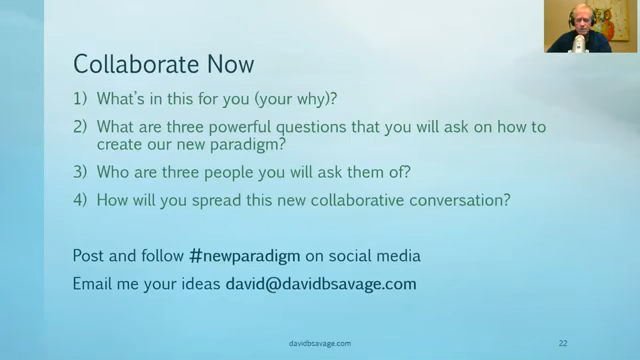 Collaborate Now
1) What's in this for you (your why)?
2) What are three powerful questions that you will ask on how to
create our new paradigm?
3) Who are three people you will ask them of?
4) How will you spread this new collaborative conversation?
Post and follow #newparadigm on social media
Email me your ideas david@davidbsavage.com
davidbsavage.com
22